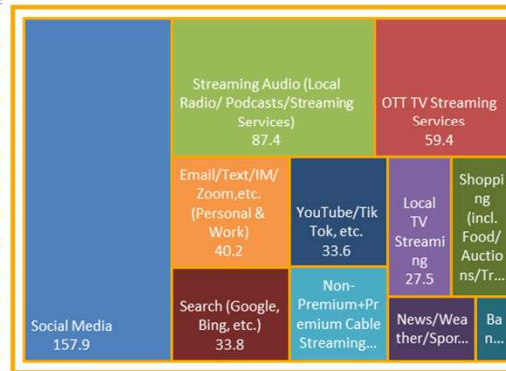 Social Media
157.9
Streaming Audio (Local
Radio/ Podcasts/Streaming
Services)
87.4
OTT TV Streaming
Services
59.4
Email/Text/IM/
Zoom,etc.
(Personal &
Work)
40.2
YouTube/Tik
Tok, etc.
33.6
Local
TV
Streami
ng
27.5
Shoppi
ng
(incl.
Food/
Auctio
ns/Tr...
Search (Google,
Bing, etc.)
33.8
Non-
Premium+Pr
emium Cable
Streaming...
News/Wea
ther/Spor...
Ba
n...